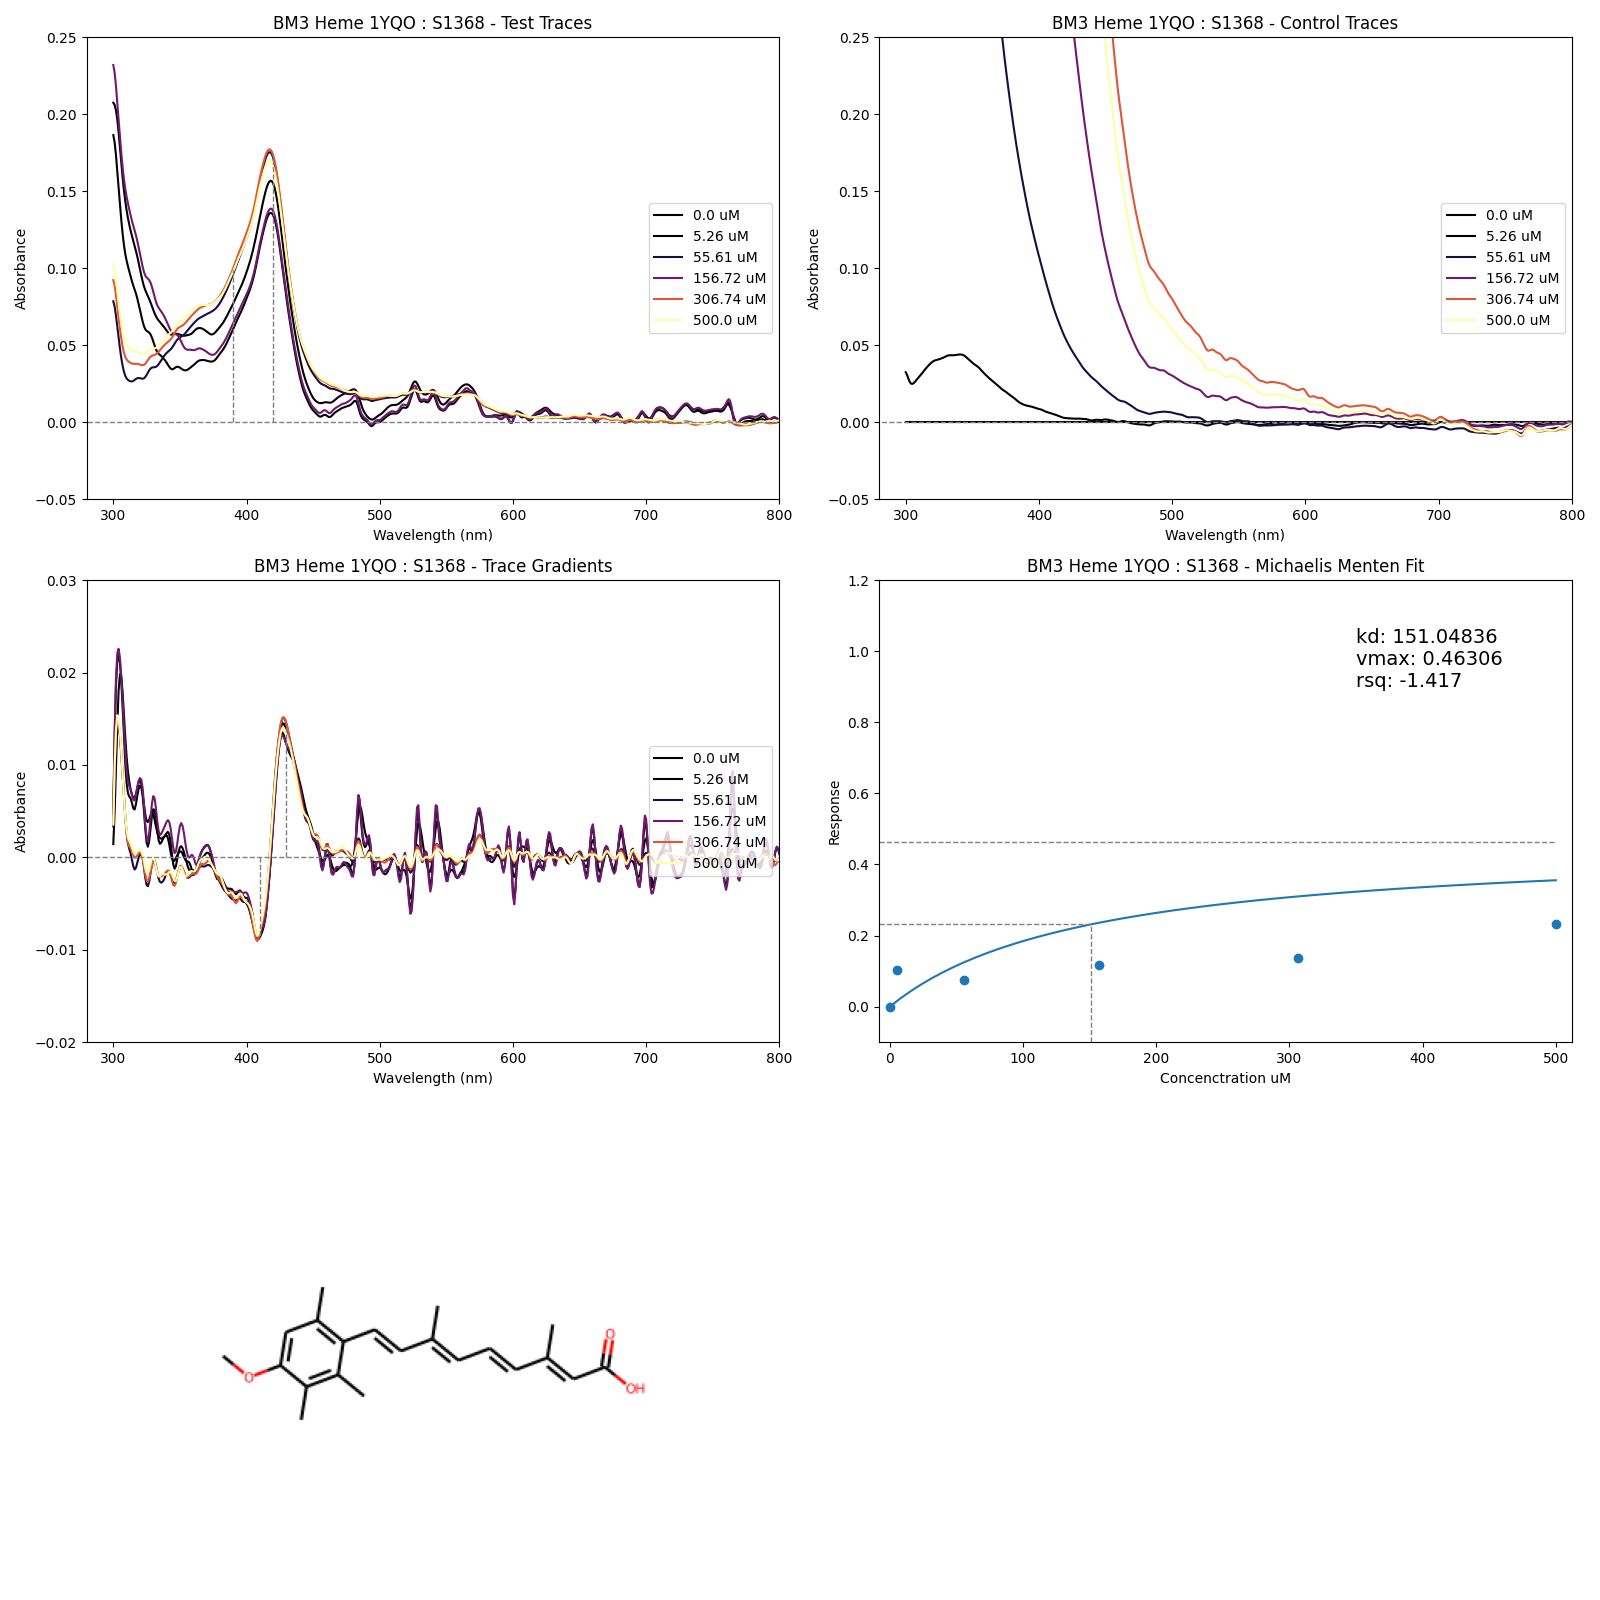 BM3 Heme 1YQO : S1368 - Test Traces
0.25
0.20
0.15
0.10
0.05
0.00
−0.05
Absorbance
300 400 500 600 700 800
Wavelength (nm)
0.0 uM
5.26 uM
55.61 uM
156.72 uM
306.74 uM
500.0 uM
BM3 Heme 1YQO : S1368 - Control Traces
0.25
0.20
0.15
0.10
0.05
0.00
−0.05
Absorbance
300 400 500 600 700 800
Wavelength (nm)
0.0 uM
5.26 uM
55.61 uM
156.72 uM
306.74 uM
500.0 uM
BM3 Heme 1YQO : S1368 - Trace Gradients
0.03
0.02
0.01
0.00
−0.01
−0.02
Absorbance
300 400 500 600 700 800
Wavelength (nm)
0.0 uM
5.26 uM
55.61 uM
156.72 uM
306.74 uM
500.0 uM
BM3 Heme 1YQO : S1368 - Michaelis Menten Fit
1.2
1.0
0.8
0.6
0.4
0.2
0.0
Response
0 100 200 300 400 500
Concenctration uM
kd: 151.04836
vmax: 0.46306
rsq: -1.417
O
O
OH